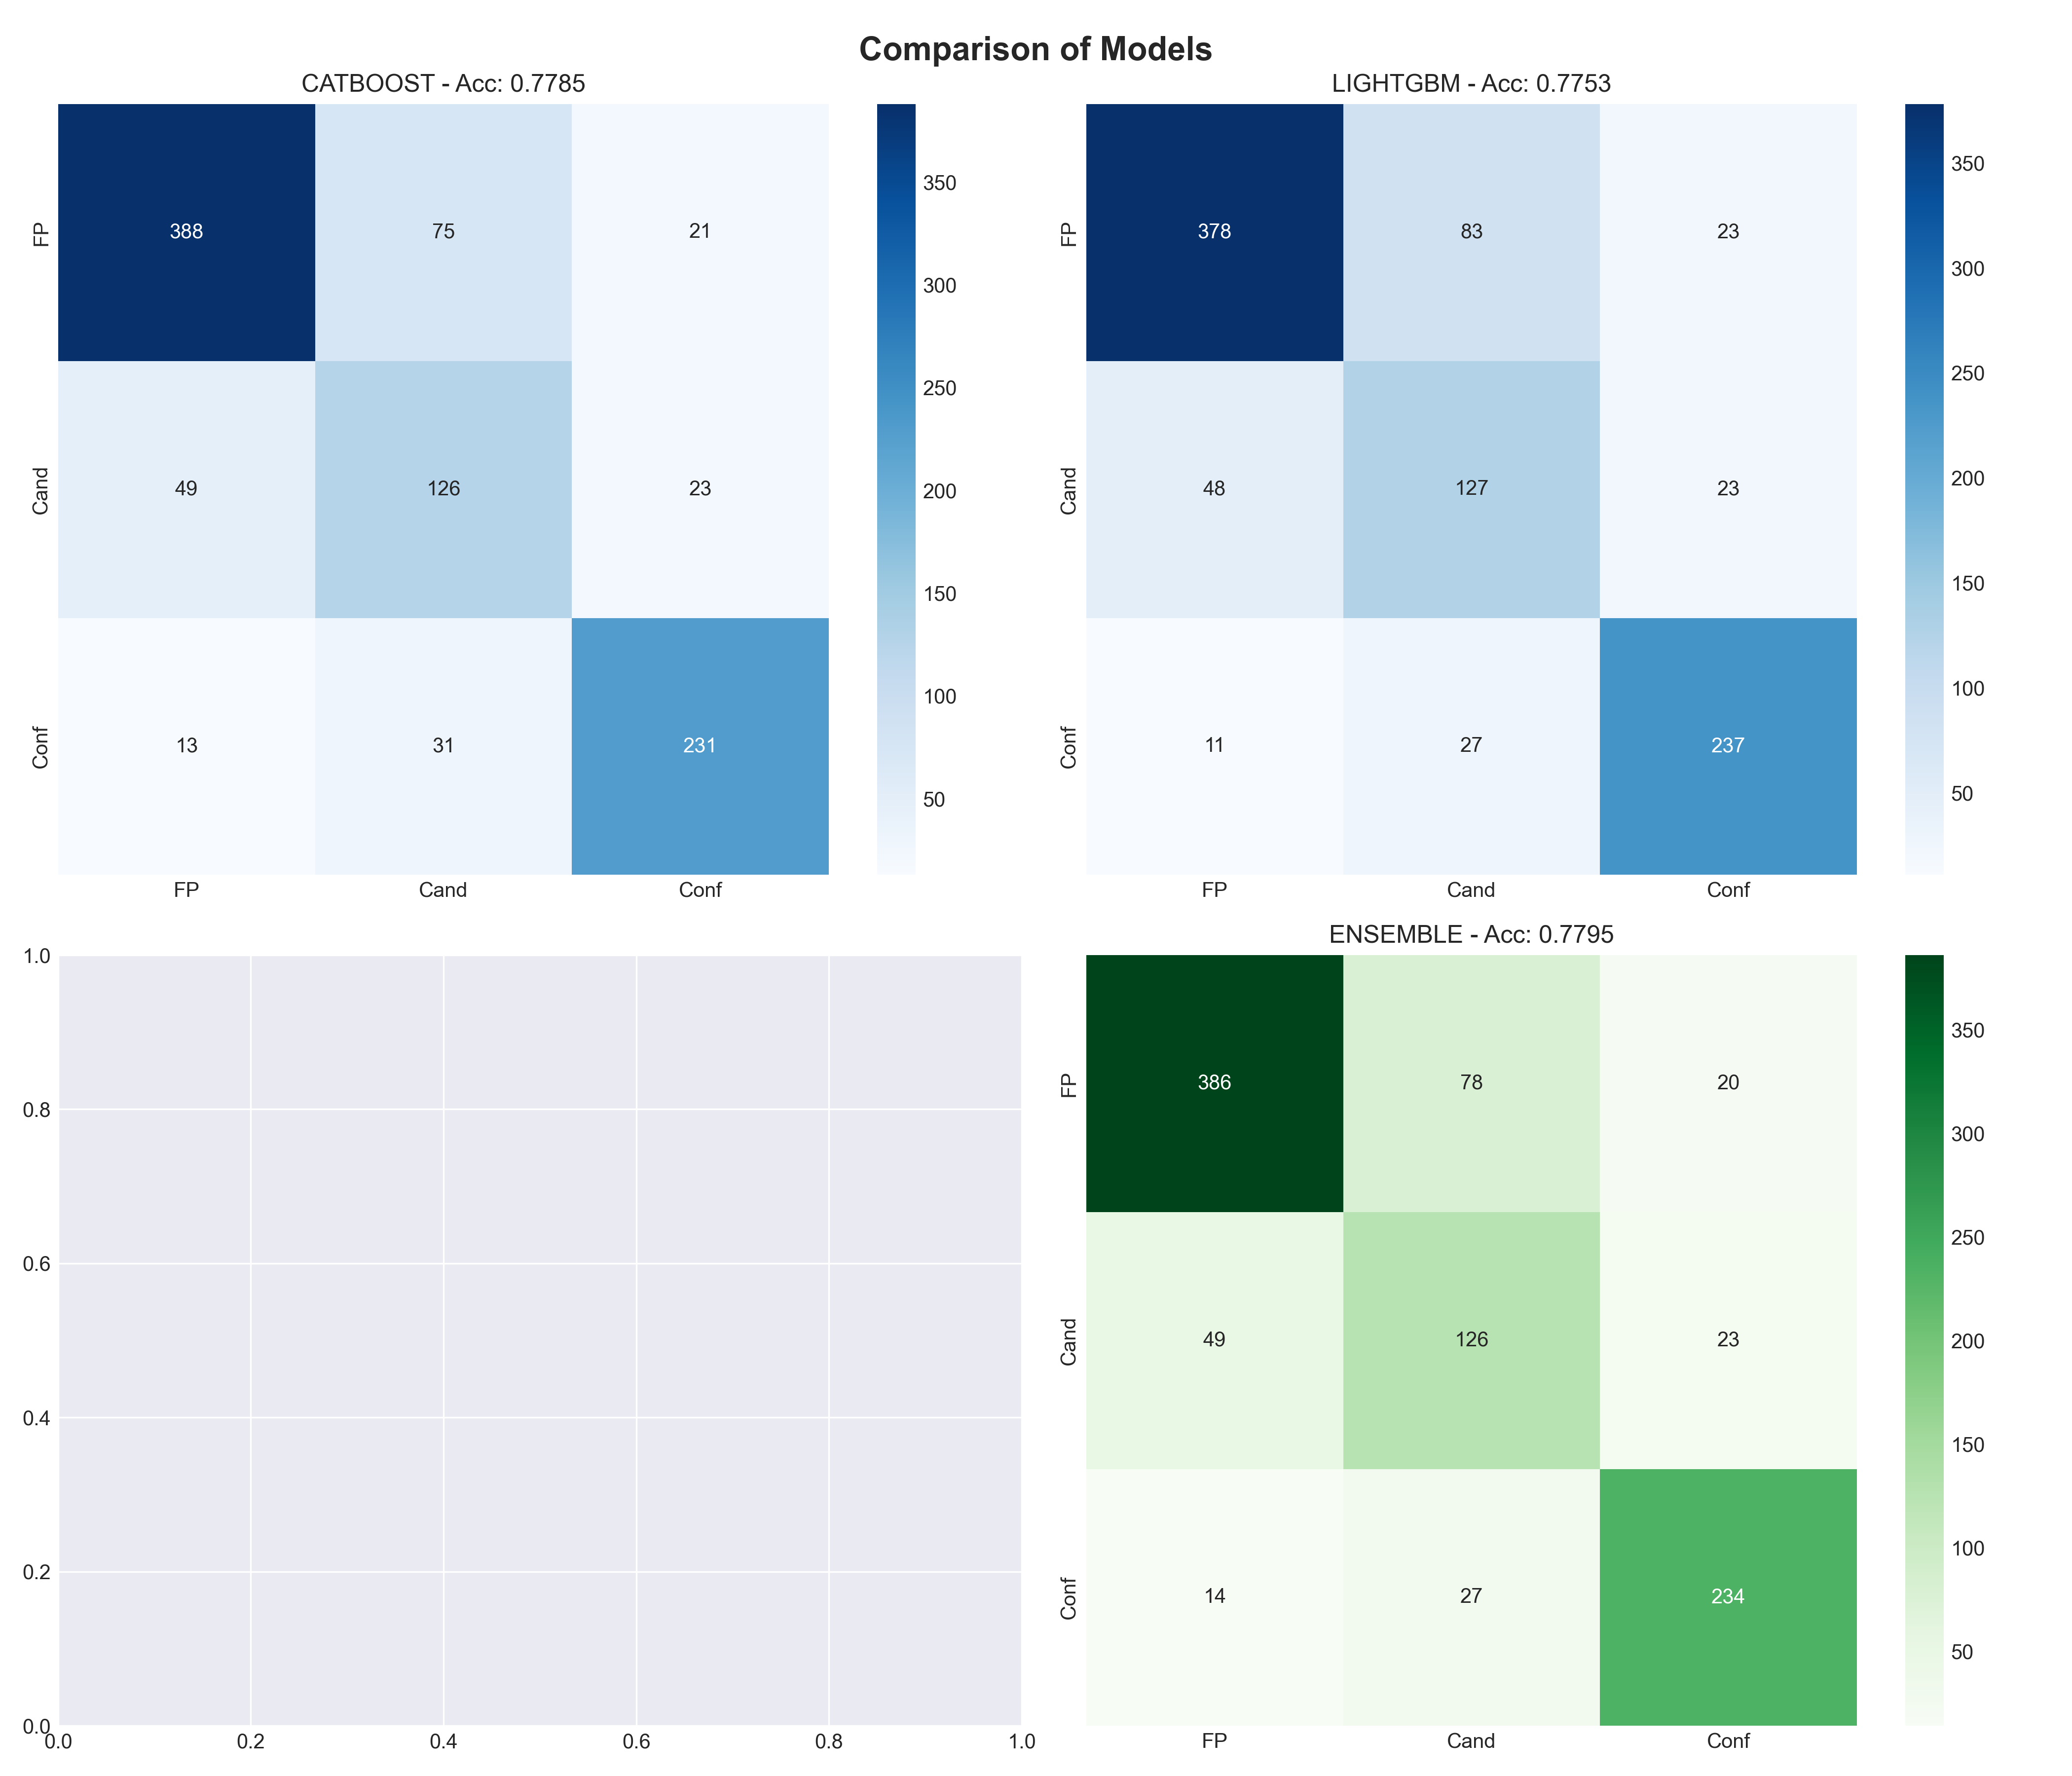 Comparison of Models
CATBOOST - Acc: 0.7785
FP
388 75 21
Cand
49 126 23
Conf
13 31 231
FP Cand Conf
350
300
250
200
150
100
50
LIGHTGBM - Acc: 0.7753
FP
378 83 23
Cand
48 127 23
Conf
11 27 237
FP Cand Conf
350
300
250
200
150
100
50
1.0
0.8
0.6
0.4
0.2
0.0
0.0 0.2 0.4 0.6 0.8 1.0
ENSEMBLE - Acc: 0.7795
FP
386 78 20
Cand
49 126 23
Conf
14 27 234
FP Cand Conf
350
300
250
200
150
100
50